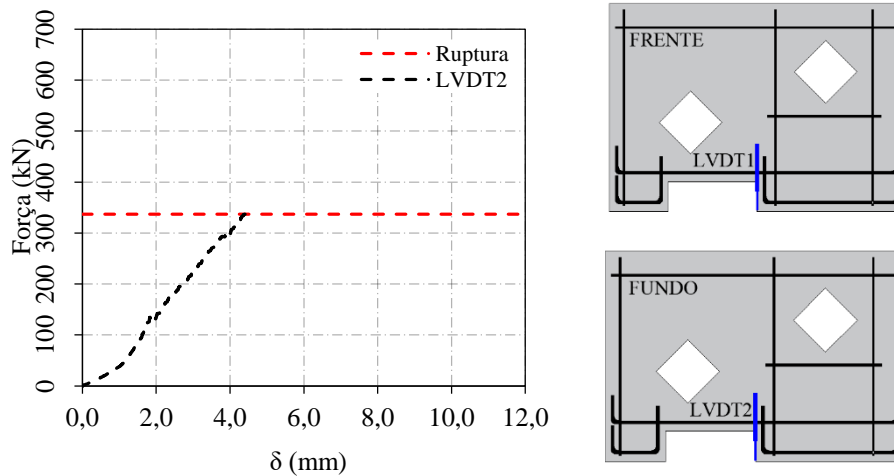 700
600
500
400
300
200
100
0
Força (kN)
Ruptura
LVDT2
0,0 2,0 4,0 6,0 8,0 10,0 12,0
δ (mm)
FRENTE
LVDT1
FUNDO
LVDT2